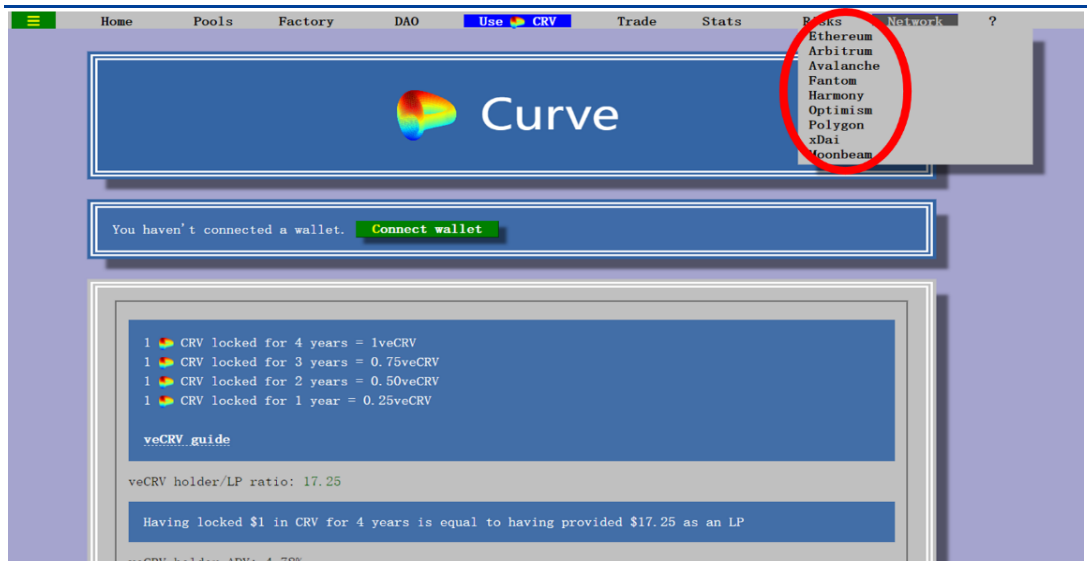 Home Pools Factory DAO Use CRV Trade Stats Risks Network ?
Ethereum
Arbitrum
Avalanche
Fantom
Harmony
Optimism
Polygon
xDai
Moonbeam
Curve
You haven't connected a wallet. Connect wallet
1 CRV locked for 4 years = 1veCRV
1 CRV locked for 3 years = 0.75veCRV
1 CRV locked for 2 years = 0.50veCRV
1 CRV locked for 1 year = 0.25veCRV
veCRV guide
veCRV holder/LP ratio: 17.25
Having locked $1 in CRV for 4 years is equal to having provided $17.25 as an LP